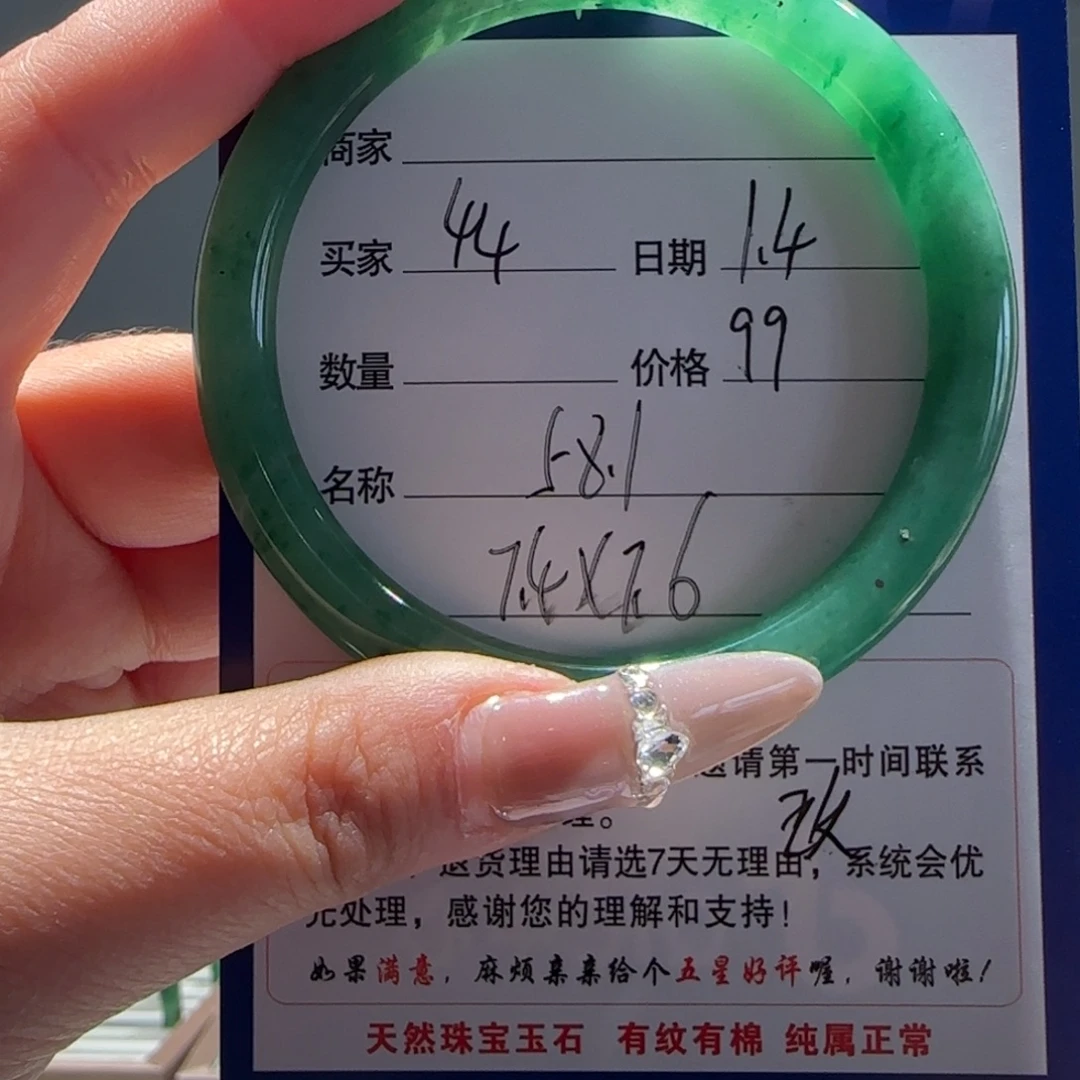 商家
买家 44 日期 1.4
数量 价格 99
名称 58.1
7.4X7.6
请第一时间联系
理。
退货理由请选7天无理由，系统会优
先处理，感谢您的理解和支持！
如果满意，麻烦亲亲给个五星好评喔，谢谢啦！
天然珠宝玉石 有纹有棉 纯属正常